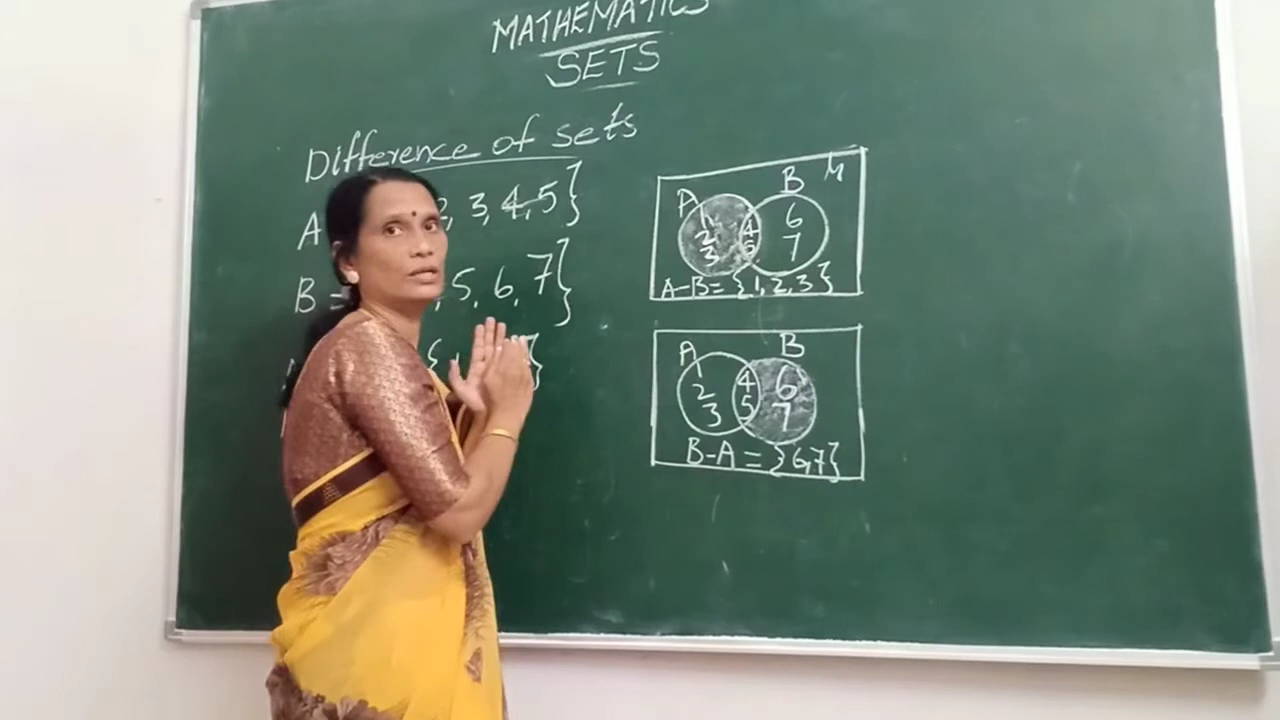 MATHEMATICS
SETS
Difference of sets
A 2, 3, 4, 5}
B = , 5, 6, 7}
A B μ
1 2 3 4 5 6 7
A-B = {1, 2, 3}
A B
1 2 3 4 5 6 7
B-A = {6,7}